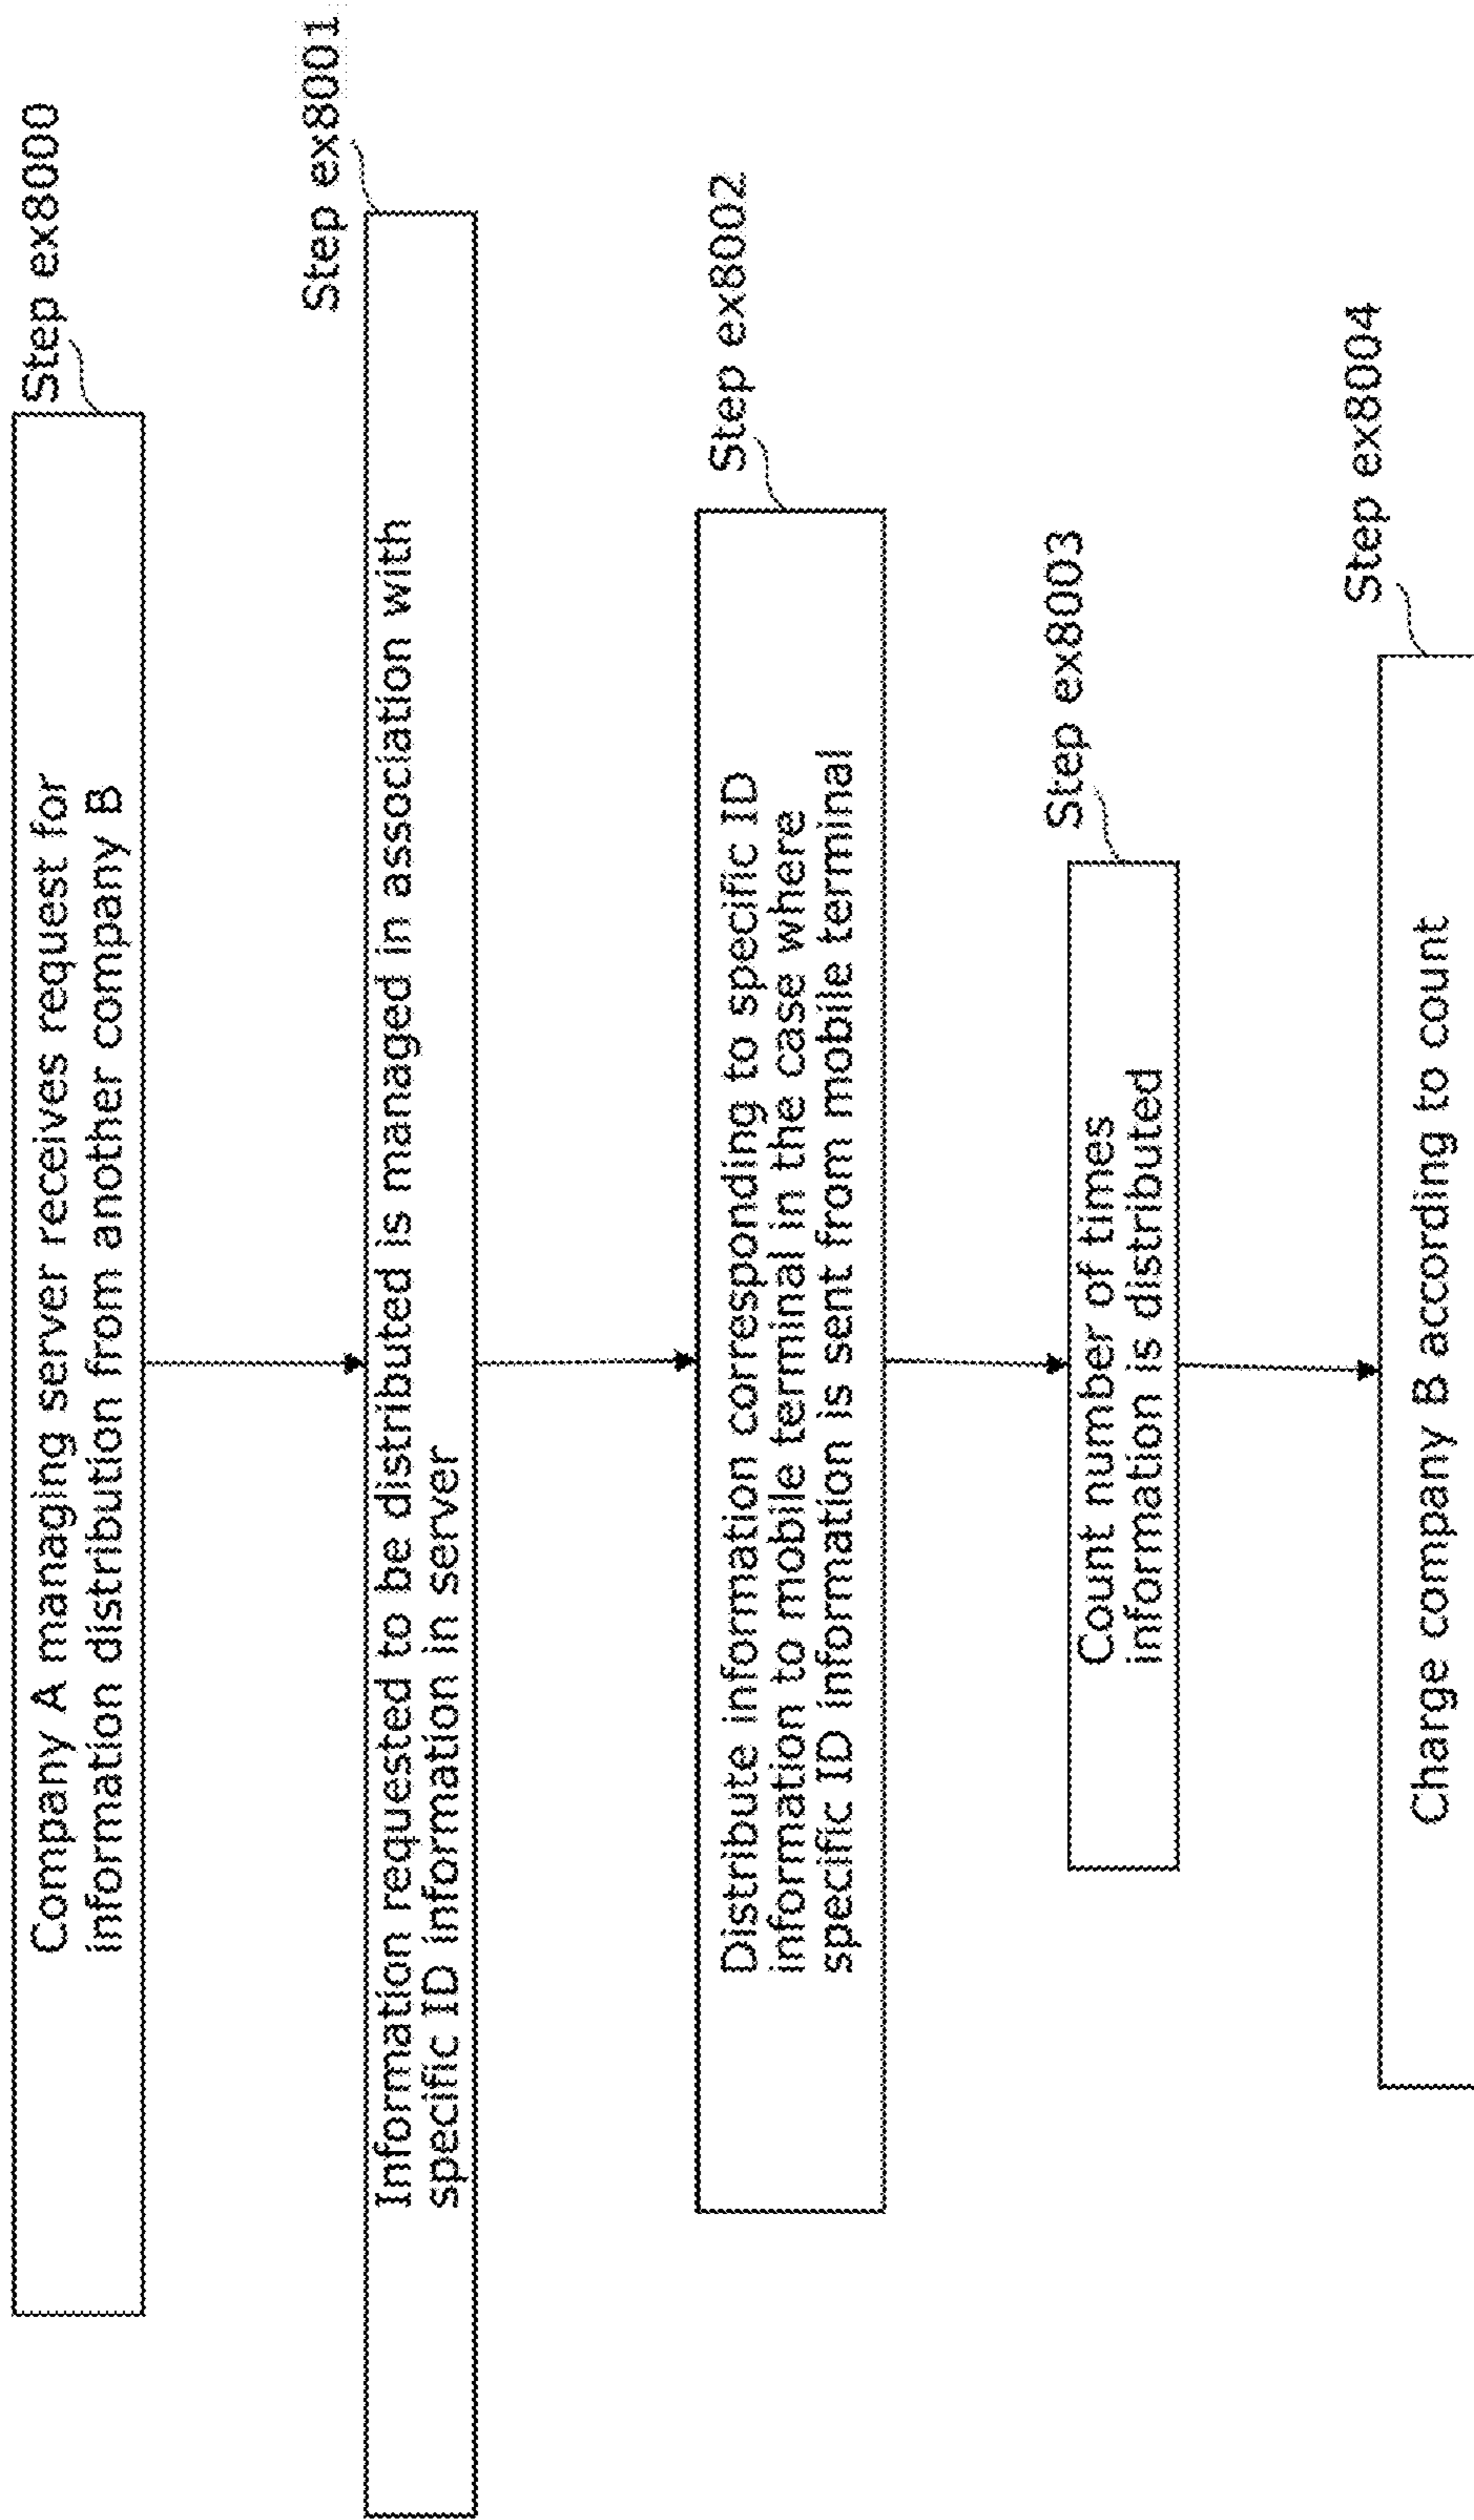 Step ex8000
Company A managing server receives request for
information distribution from another company B
Step ex8001
Information requested to be distributed is managed in association with
specific ID information in server
Step ex8002
Distribute information corresponding to specific ID
information to mobile terminal in the case where
specific ID information is sent from mobile terminal
Step ex8003
Count number of times
information is distributed
Step ex8004
Charge company B according to count